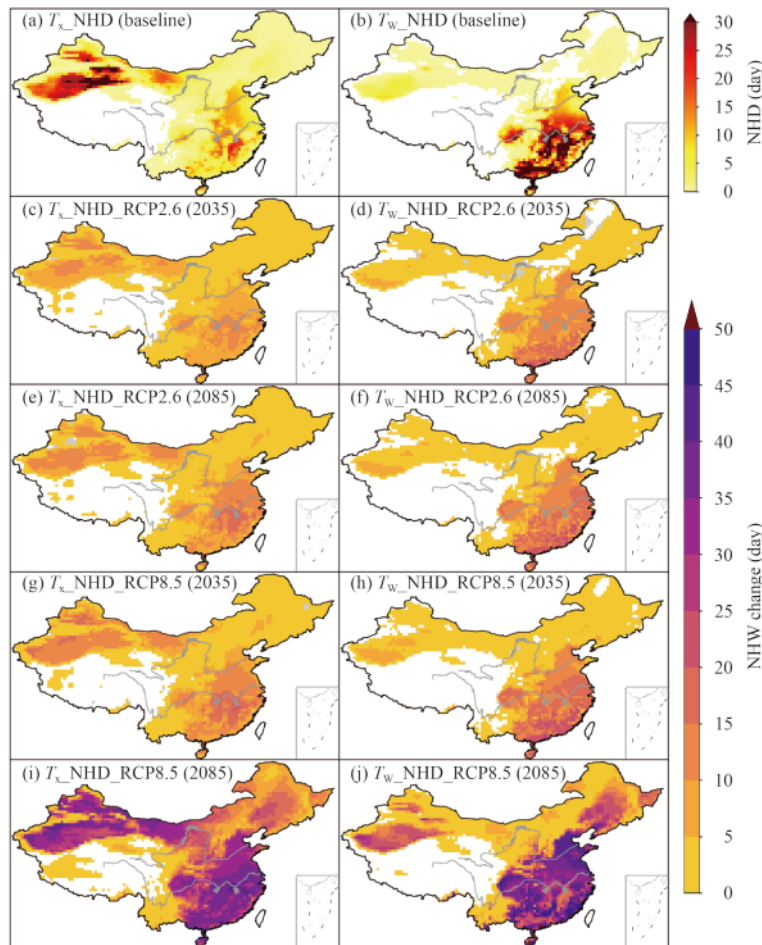 (a) Tx_NHD (baseline)
(b) TW_NHD (baseline)
30
25
20
15
10
5
0
NHD (day)
(c) Tx_NHD_RCP2.6 (2035)
(d) TW_NHD_RCP2.6 (2035)
(e) Tx_NHD_RCP2.6 (2085)
(f) TW_NHD_RCP2.6 (2085)
(g) Tx_NHD_RCP8.5 (2035)
(h) TW_NHD_RCP8.5 (2035)
(i) Tx_NHD_RCP8.5 (2085)
(j) TW_NHD_RCP8.5 (2085)
50
45
40
35
30
25
20
15
10
5
0
NHW change (day)